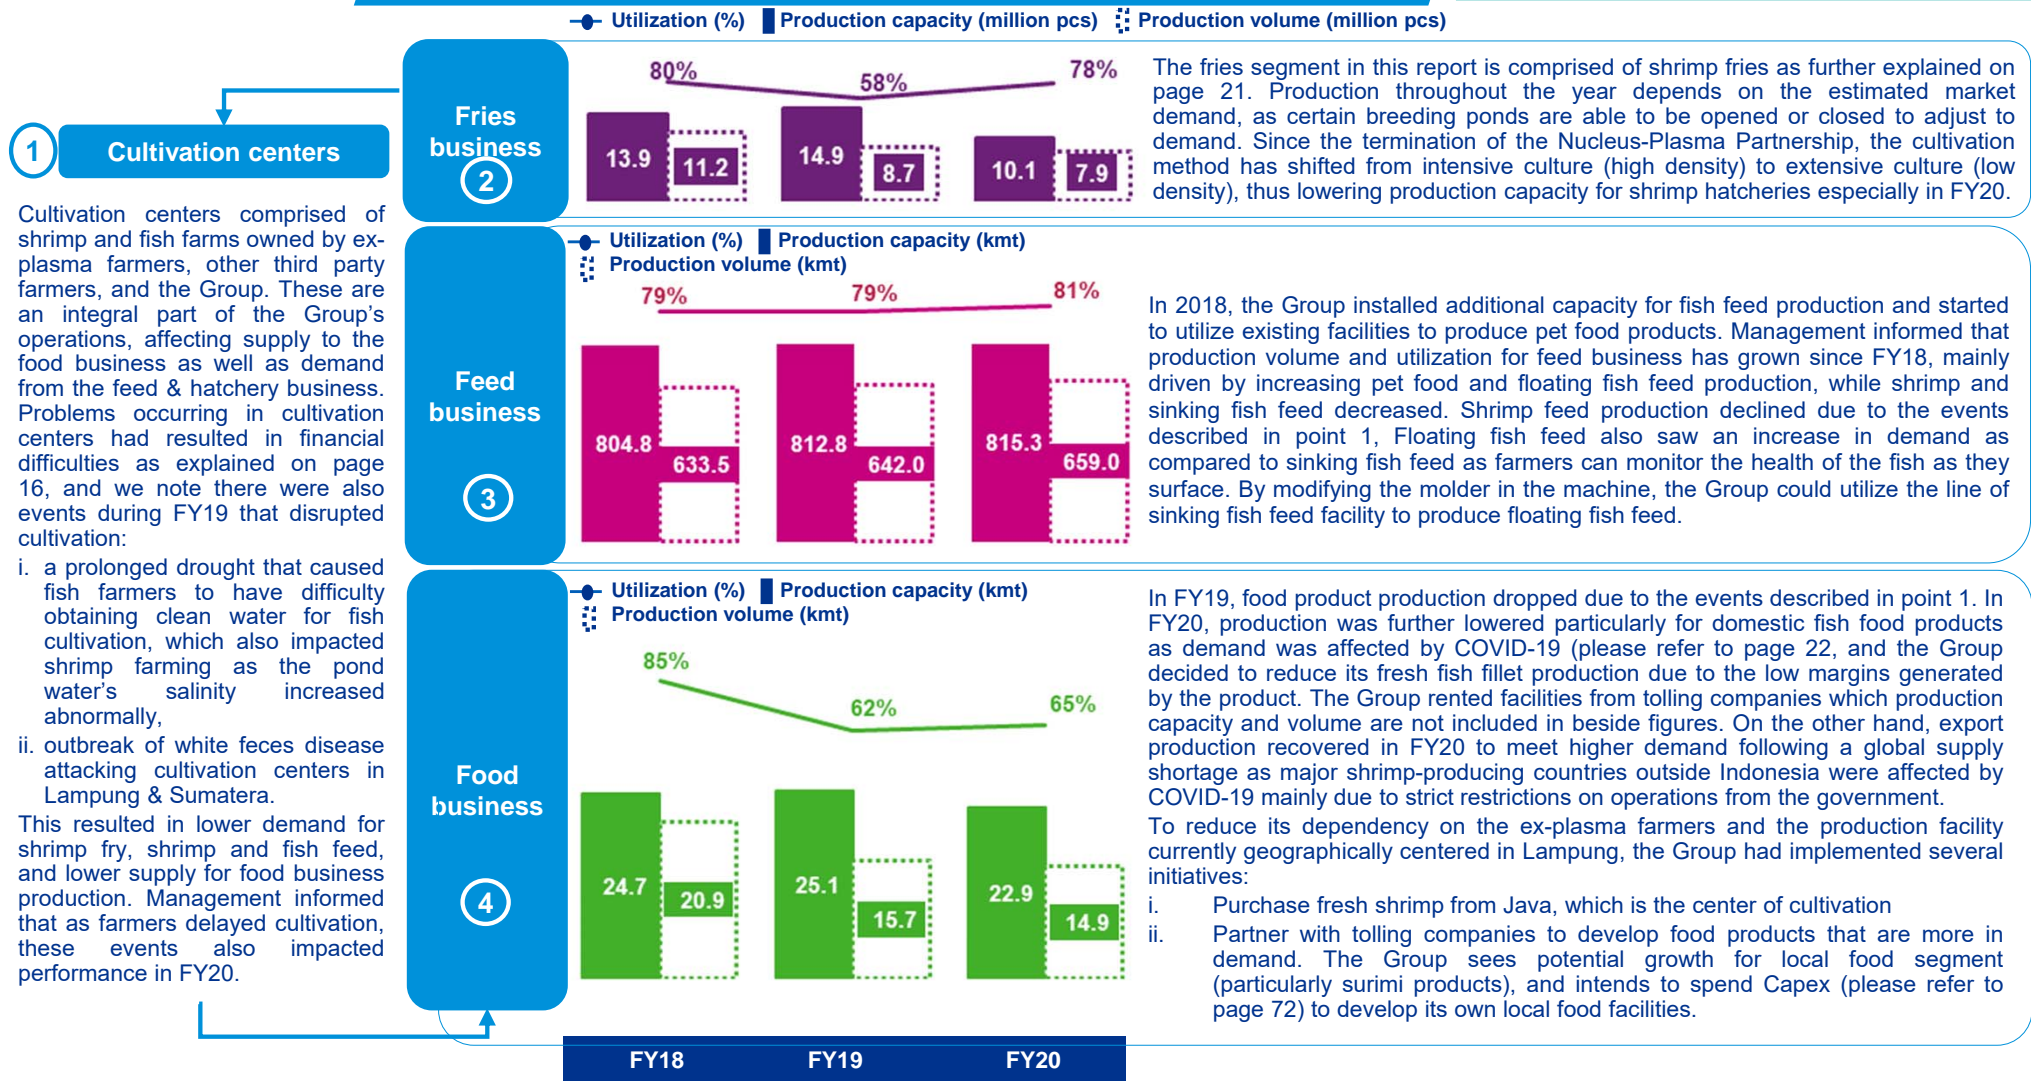 Utilization (%) Production capacity (million pcs) Production volume (million pcs)
1
Cultivation centers
Cultivation centers comprised of
shrimp and fish farms owned by ex-
plasma farmers, other third party
farmers, and the Group. These are
an integral part of the Group's
operations, affecting supply to the
food business as well as demand
from the feed & hatchery business.
Problems occurring in cultivation
centers had resulted in financial
difficulties as explained on page
16, and we note there were also
events during FY19 that disrupted
cultivation:
i. a prolonged drought that caused
fish farmers to have difficulty
obtaining clean water for fish
cultivation, which also impacted
shrimp farming as the pond
water's salinity increased
abnormally,
ii. outbreak of white feces disease
attacking cultivation centers in
Lampung & Sumatera.
This resulted in lower demand for
shrimp fry, shrimp and fish feed,
and lower supply for food business
production. Management informed
that as farmers delayed cultivation,
these events also impacted
performance in FY20.
Fries
business
2
80% 58% 78%
13.9 11.2 14.9 8.7 10.1 7.9
The fries segment in this report is comprised of shrimp fries as further explained on
page 21. Production throughout the year depends on the estimated market
demand, as certain breeding ponds are able to be opened or closed to adjust to
demand. Since the termination of the Nucleus-Plasma Partnership, the cultivation
method has shifted from intensive culture (high density) to extensive culture (low
density), thus lowering production capacity for shrimp hatcheries especially in FY20.
Feed
business
3
Utilization (%) Production capacity (kmt)
Production volume (kmt)
79% 79% 81%
804.8 633.5 812.8 642.0 815.3 659.0
In 2018, the Group installed additional capacity for fish feed production and started
to utilize existing facilities to produce pet food products. Management informed that
production volume and utilization for feed business has grown since FY18, mainly
driven by increasing pet food and floating fish feed production, while shrimp and
sinking fish feed decreased. Shrimp feed production declined due to the events
described in point 1, Floating fish feed also saw an increase in demand as
compared to sinking fish feed as farmers can monitor the health of the fish as they
surface. By modifying the molder in the machine, the Group could utilize the line of
sinking fish feed facility to produce floating fish feed.
Food
business
4
Utilization (%) Production capacity (kmt)
Production volume (kmt)
85% 62% 65%
24.7 20.9 25.1 15.7 22.9 14.9
In FY19, food product production dropped due to the events described in point 1. In
FY20, production was further lowered particularly for domestic fish food products
as demand was affected by COVID-19 (please refer to page 22, and the Group
decided to reduce its fresh fish fillet production due to the low margins generated
by the product. The Group rented facilities from tolling companies which production
capacity and volume are not included in beside figures. On the other hand, export
production recovered in FY20 to meet higher demand following a global supply
shortage as major shrimp-producing countries outside Indonesia were affected by
COVID-19 mainly due to strict restrictions on operations from the government.
To reduce its dependency on the ex-plasma farmers and the production facility
currently geographically centered in Lampung, the Group had implemented several
initiatives:
i. Purchase fresh shrimp from Java, which is the center of cultivation
ii. Partner with tolling companies to develop food products that are more in
demand. The Group sees potential growth for local food segment
(particularly surimi products), and intends to spend Capex (please refer to
page 72) to develop its own local food facilities.
FY18 FY19 FY20